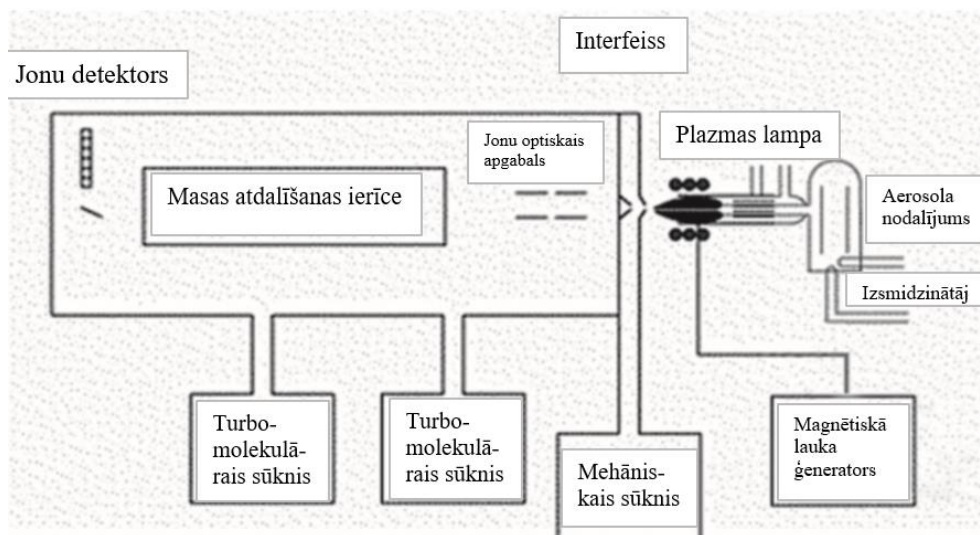 Interfeiss
Jonu detektors
Plazmas lampa
Jonu optiskais
apgabals
Masas atdalīšanas ierīce
Aerosola
nodalījums
Izsmidzinātāj
Turbo-
molekulā-
rais sūknis
Turbo-
molekulā-
rais sūknis
Mehānis-
kais sūknis
Magnētiskā
lauka
ģenerators